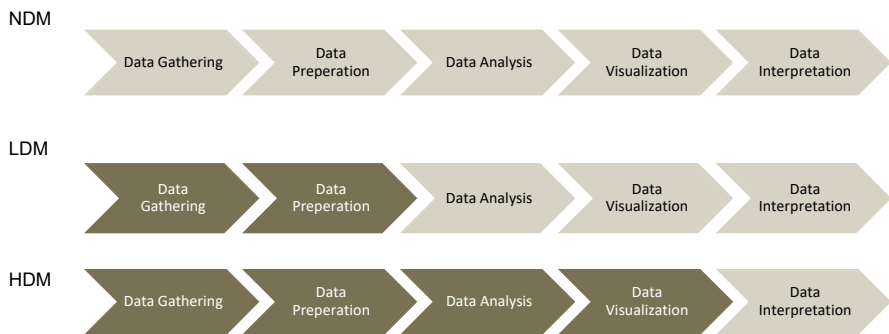 NDM
Data Gathering
Data
Preperation
Data Analysis
Data
Visualization
Data
Interpretation
LDM
Data
Gathering
Data
Preperation
Data Analysis
Data
Visualization
Data
Interpretation
HDM
Data Gathering
Data
Preperation
Data Analysis
Data
Visualization
Data
Interpretation